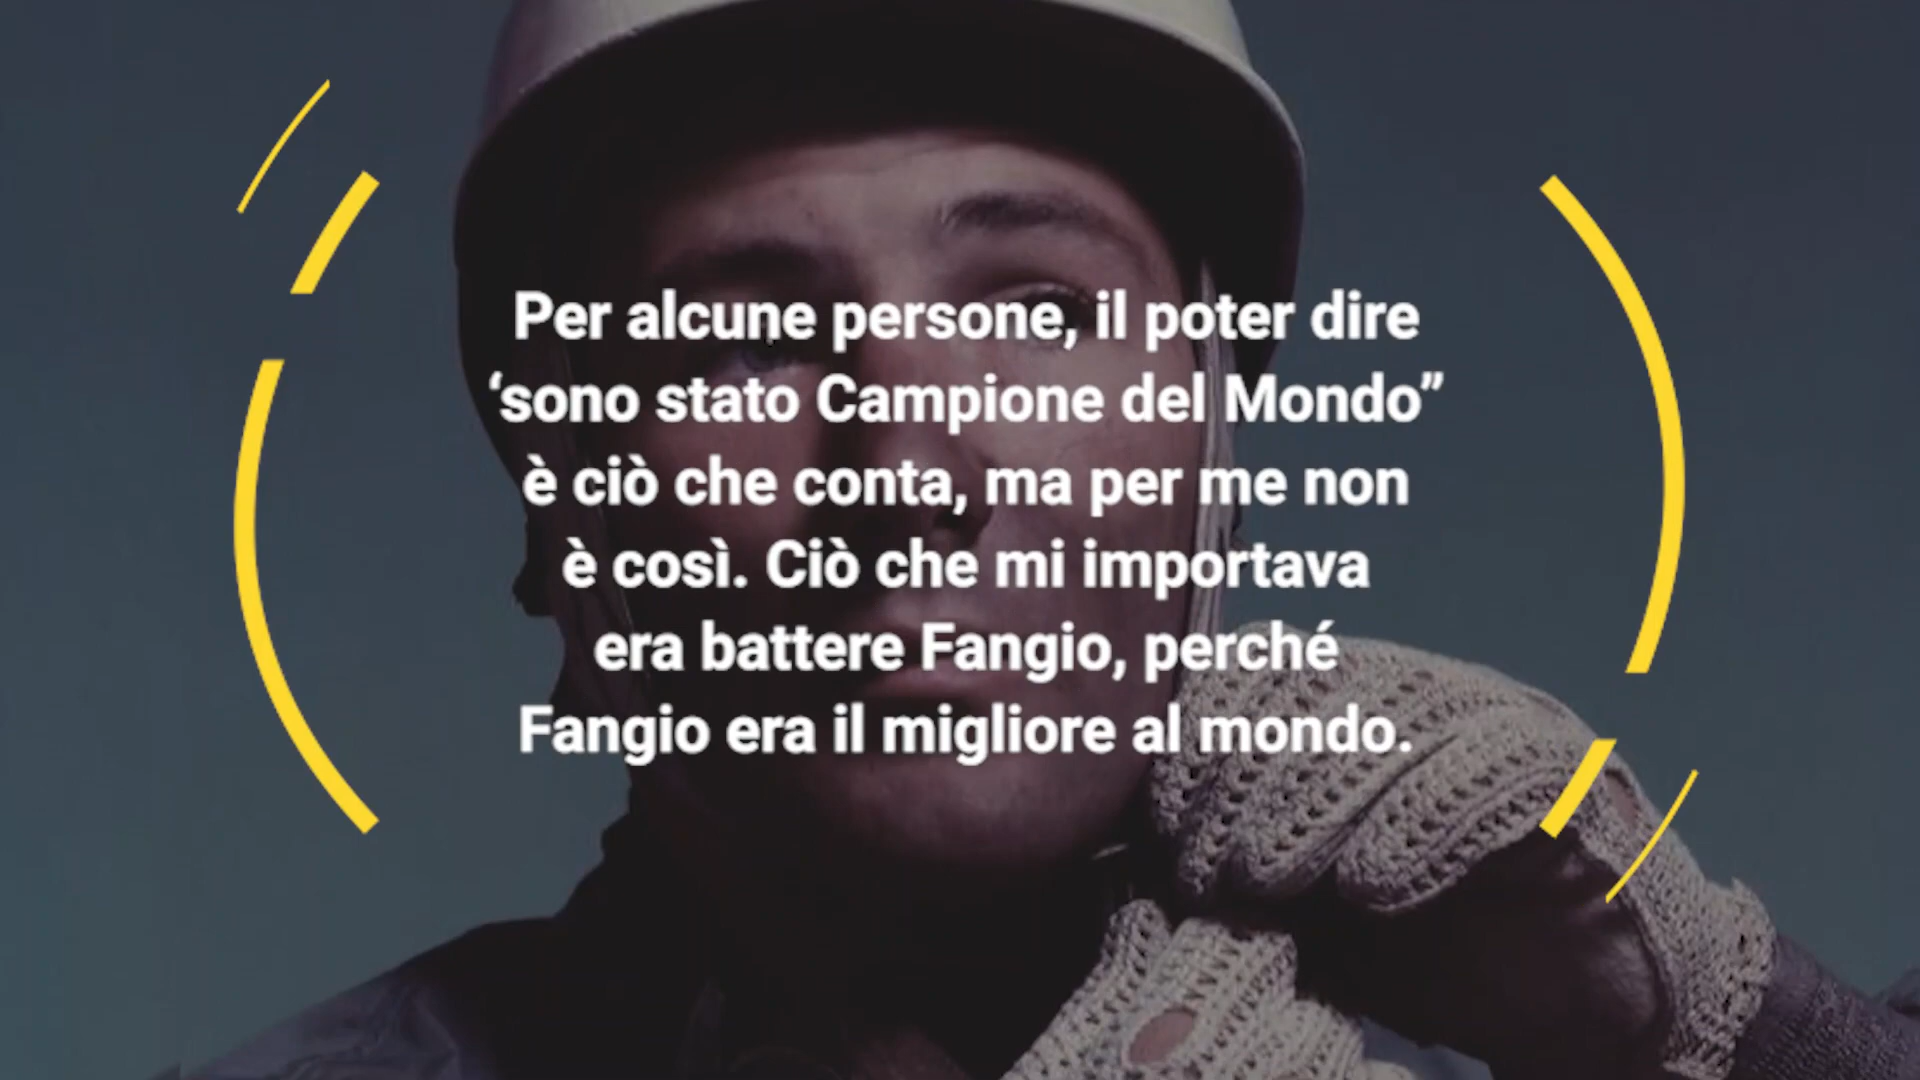 Per alcune persone, il poter dire
‘sono stato Campione del Mondo”
è ciò che conta, ma per me non
è così. Ciò che mi importava
era battere Fangio, perché
Fangio era il migliore al mondo.